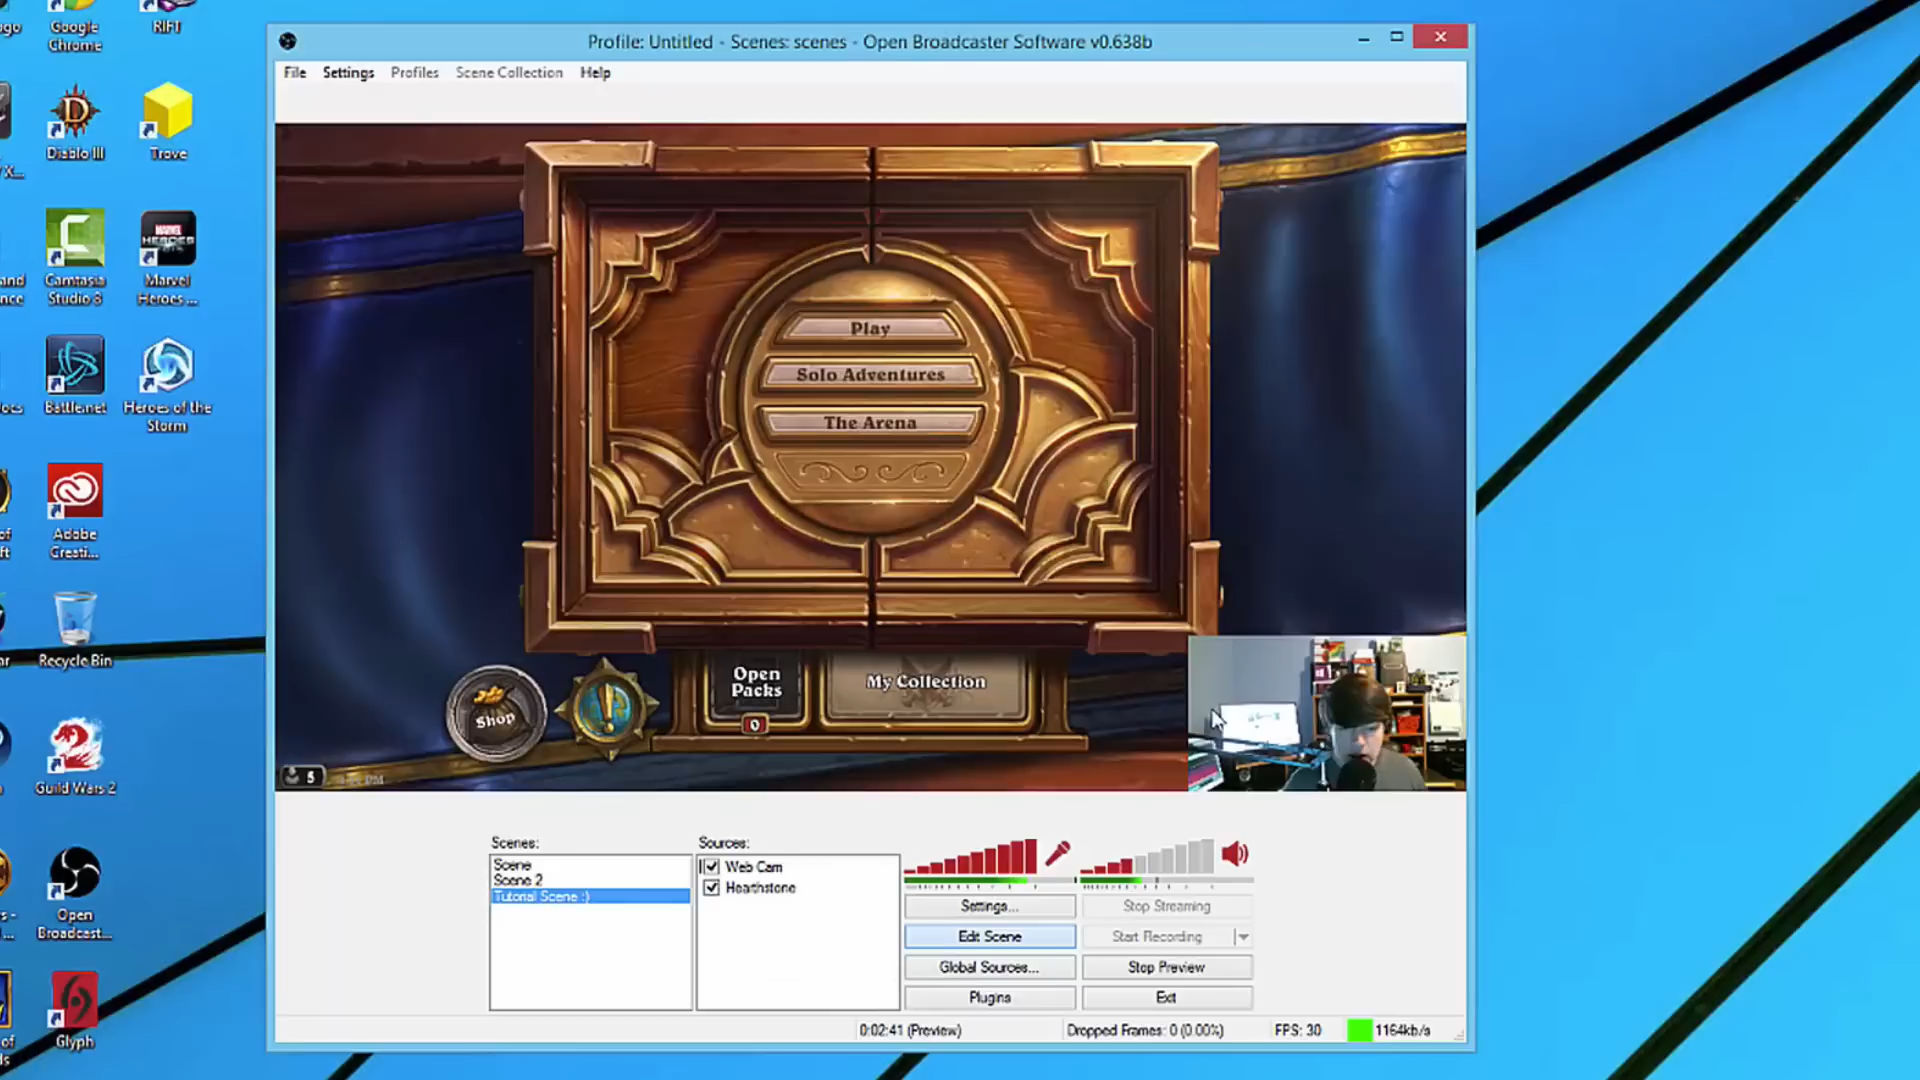 Google
Chrome
RIFT
Profile: Untitled - Scenes: scenes - Open Broadcaster Software v0.638b
File Settings Profiles Scene Collection Help
Diablo III
Trove
Camtasia
Studio 8
MARVEL
HEROES
Marvel
Heroes ...
Battle.net
Heroes of the
Storm
Adobe
Creati...
Recycle Bin
Guild Wars 2
Open
Broadcast...
Glyph
Play
Solo Adventures
The Arena
Shop
Open
Packs
0
My Collection
5
Scenes:
Scene
Scene 2
Tutorial Scene :)
Sources:
Web Cam
Hearthstone
Settings...
Stop Streaming
Edit Scene
Start Recording
Global Sources...
Stop Preview
Plugins
Exit
0:02:41 (Preview)
Dropped Frames: 0 (0.00%)
FPS: 30
1164kb/s